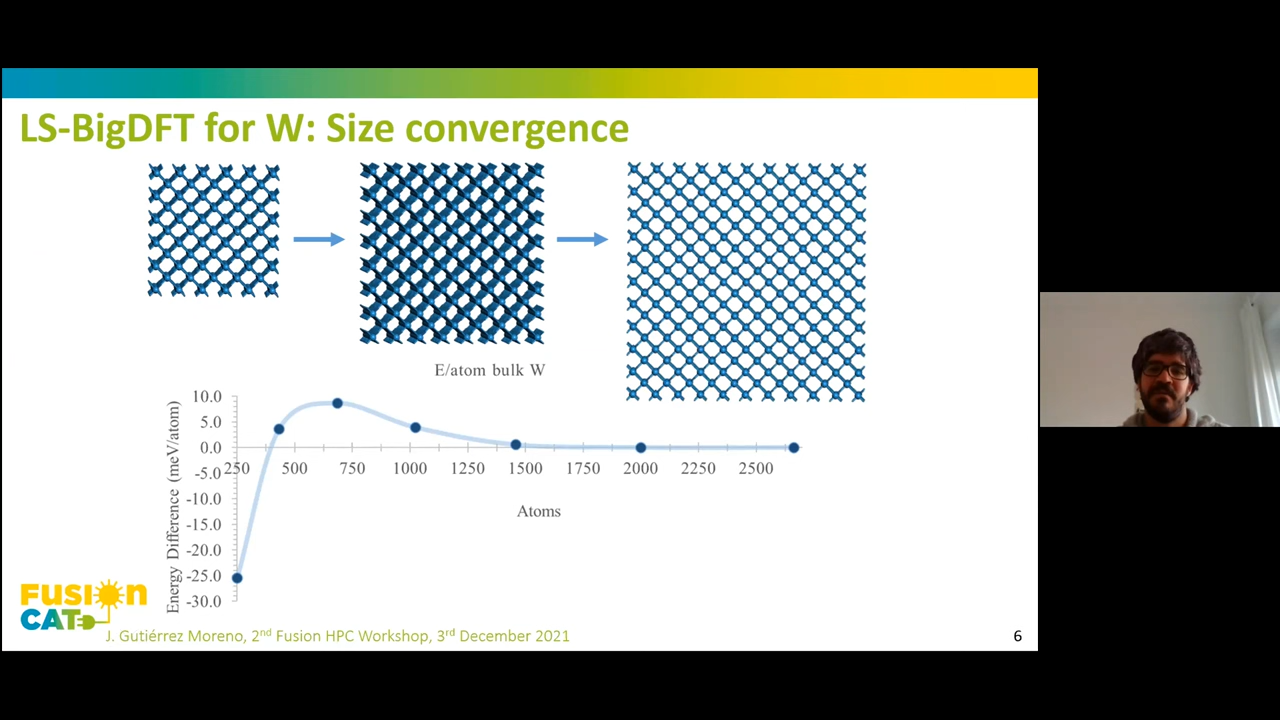 LS-BigDFT for W: Size convergence
E/atom bulk W
Energy Difference (meV/atom)
10.0
5.0
0.0
-5.0
-10.0
-15.0
-20.0
-25.0
-30.0
250 500 750 1000 1250 1500 1750 2000 2250 2500
Atoms
FUSION
CAT
J. Gutiérrez Moreno, 2nd Fusion HPC Workshop, 3rd December 2021
6